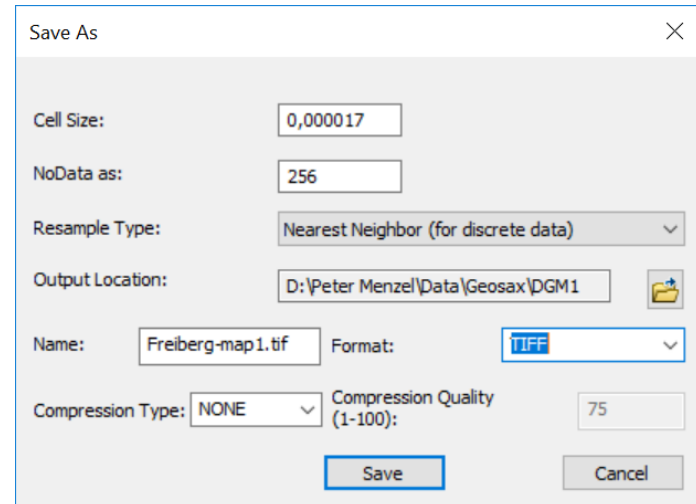 Save As
Cell Size: 0,000017
NoData as: 256
Resample Type: Nearest Neighbor (for discrete data)
Output Location: D:\Peter Menzel\Data\Geosax\DGM1
Name: Freiberg-map1.tif Format: TIFF
Compression Type: NONE Compression Quality
(1-100): 75
Save Cancel